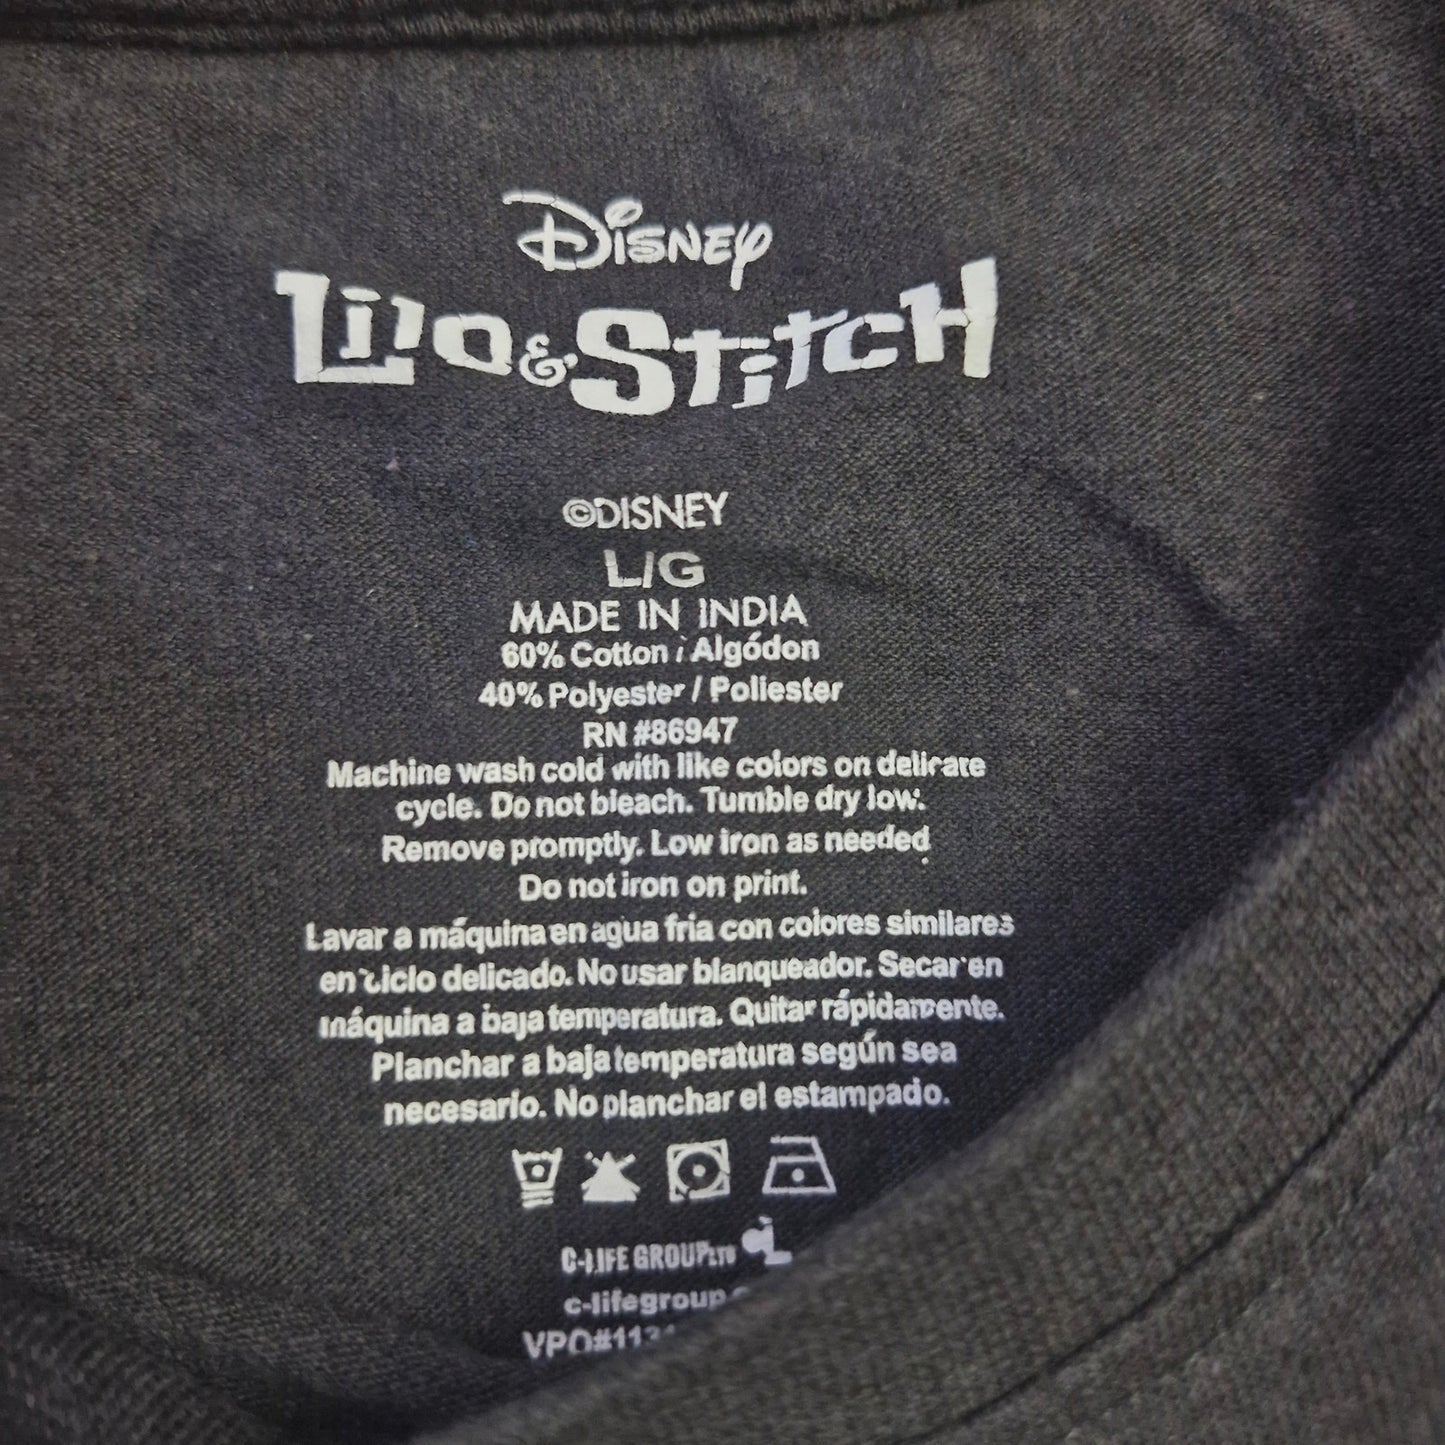 Disney
Lilo & Stitch
©DISNEY
L/G
MADE IN INDIA
60% Cotton / Algódon
40% Polyester / Poliester
RN #86947
Machine wash cold with like colors on delicate
cycle. Do not bleach. Tumble dry low.
Remove promptly. Low iron as needed.
Do not iron on print.
Lavar a máquina en agua fria con colores similares
en ciclo delicado. No usar blanqueador. Secar en
máquina a baja temperatura. Quitar rápidamente.
Planchar a baja temperatura según sea
necesario. No planchar el estampado.
C-LIFE GROUP LTD CL
c-lifegroup